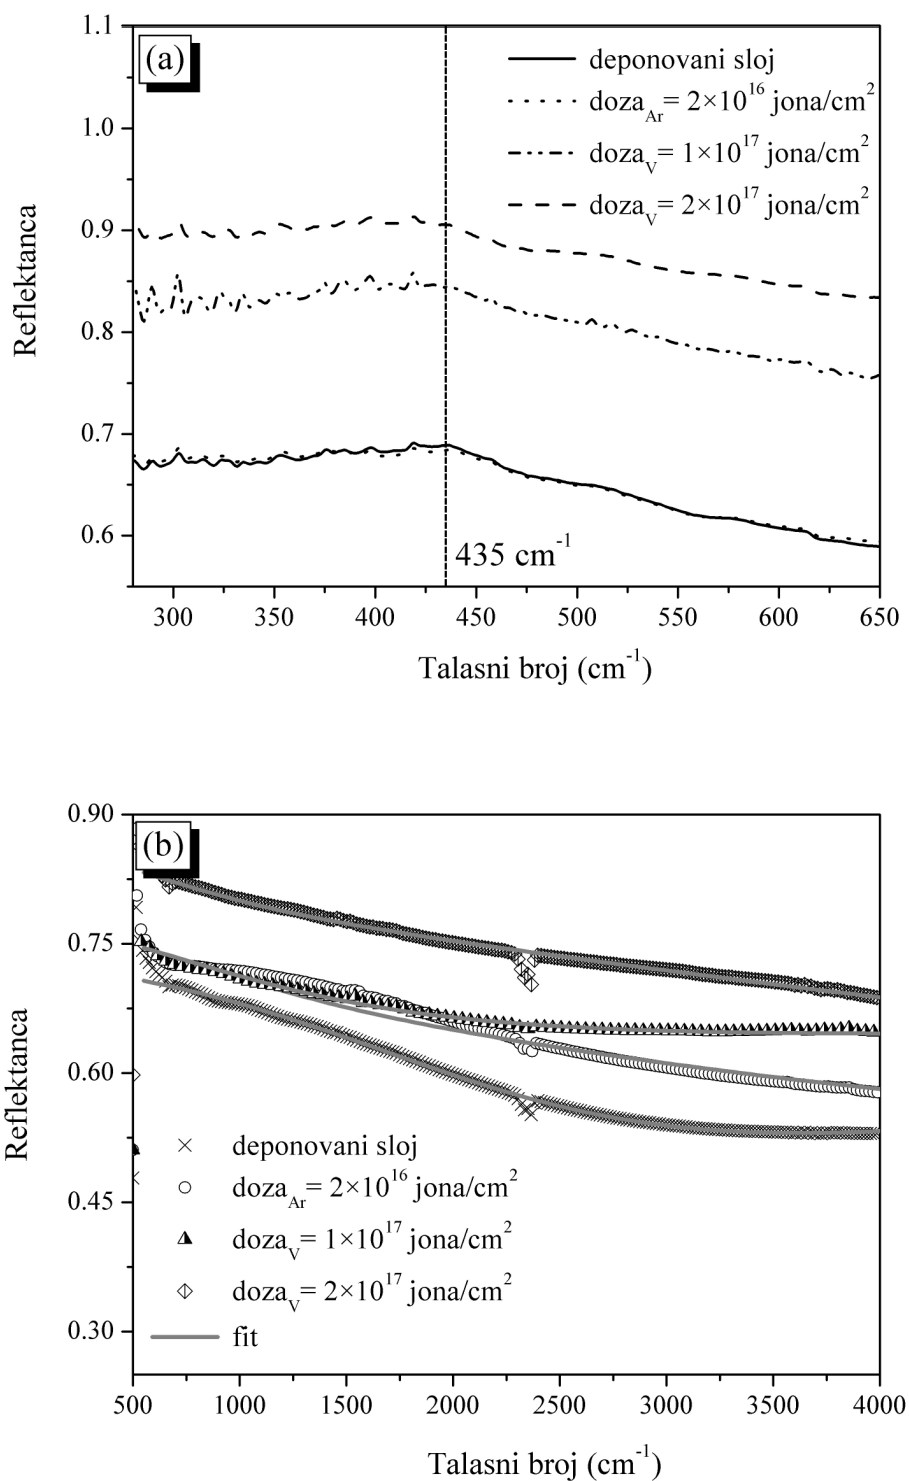 (a)
deponovani sloj
doza_Ar= 2×10^16 jona/cm^2
doza_V= 1×10^17 jona/cm^2
doza_V= 2×10^17 jona/cm^2
1.1
1.0
0.9
0.8
0.7
0.6
Reflektanca
435 cm^-1
300 350 400 450 500 550 600 650
Talasni broj (cm^-1)
(b)
0.90
0.75
0.60
0.45
0.30
Reflektanca
deponovani sloj
doza_Ar= 2×10^16 jona/cm^2
doza_V= 1×10^17 jona/cm^2
doza_V= 2×10^17 jona/cm^2
fit
500 1000 1500 2000 2500 3000 3500 4000
Talasni broj (cm^-1)